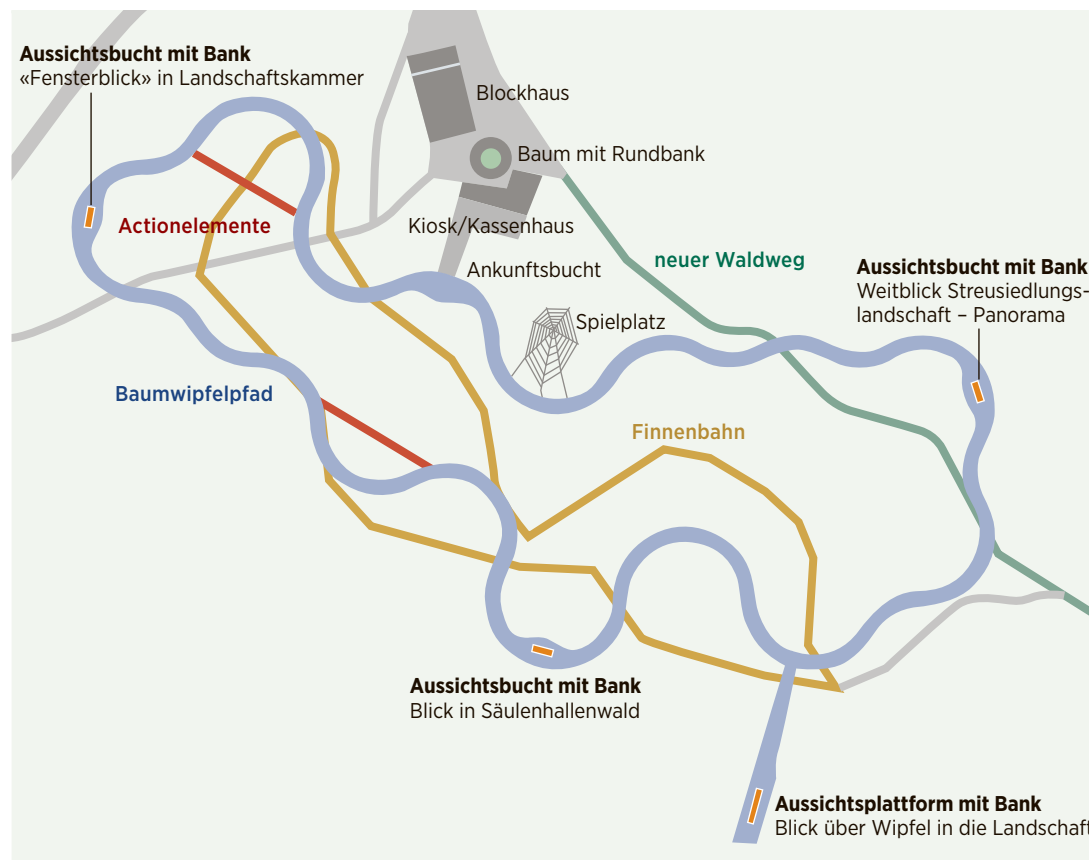 Aussichtsbucht mit Bank
«Fensterblick» in Landschaftskammer
Blockhaus
Baum mit Rundbank
Actionelemente
Kiosk/Kassenhaus
neuer Waldweg
Ankunftsbucht
Aussichtsbucht mit Bank
Weitblick Streusiedlungs-
landschaft – Panorama
Spielplatz
Baumwipfelpfad
Finnenbahn
Aussichtsbucht mit Bank
Blick in Säulenhallenwald
Aussichtsplattform mit Bank
Blick über Wipfel in die Landschaft